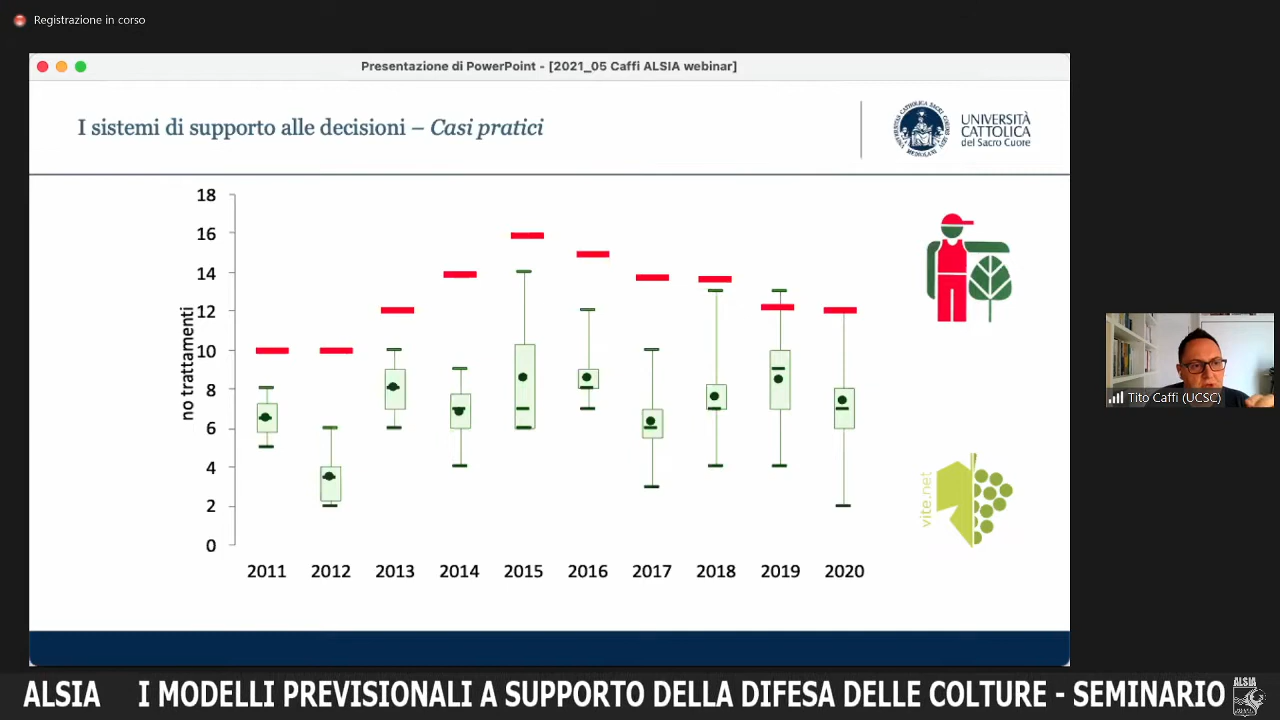 Registrazione in corso
Presentazione di PowerPoint - [2021_05 Caffi ALSIA webinar]
I sistemi di supporto alle decisioni – Casi pratici
UNIVERSITÀ
CATTOLICA
del Sacro Cuore
18
16
14
12
10
8
6
4
2
0
no trattamenti
2011 2012 2013 2014 2015 2016 2017 2018 2019 2020
vite.net
Tito Caffi (UCSC)
ALSIA I MODELLI PREVISIONALI A SUPPORTO DELLA DIFESA DELLE COLTURE - SEMINARIO
ALSIA